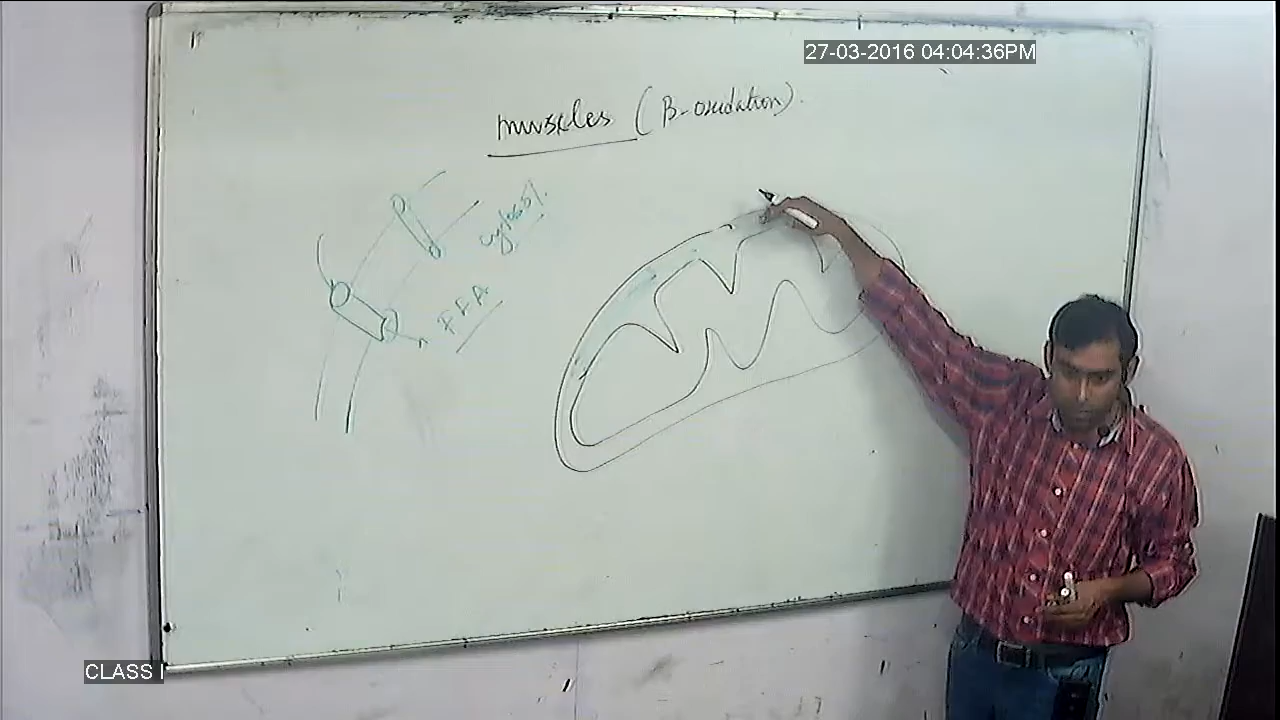 27-03-2016 04:04:36PM
muscles (β-oxidation).
cytosol.
FFA
CLASS I